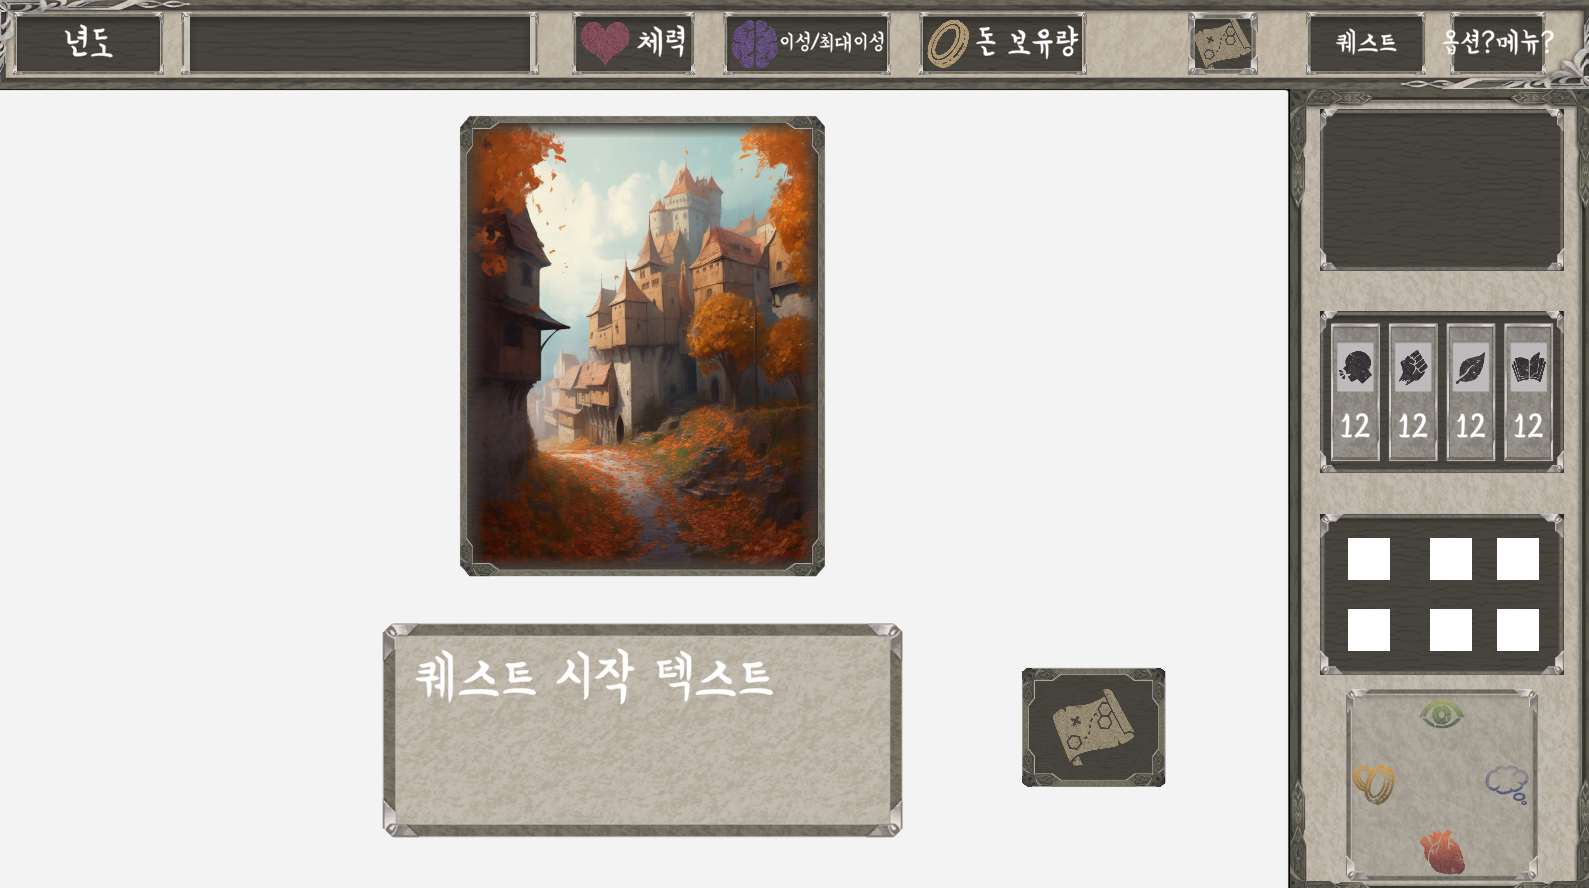 년도
체력
이성/최대이성
돈 보유량
퀘스트
옵션?메뉴?
12 12 12 12
퀘스트 시작 텍스트